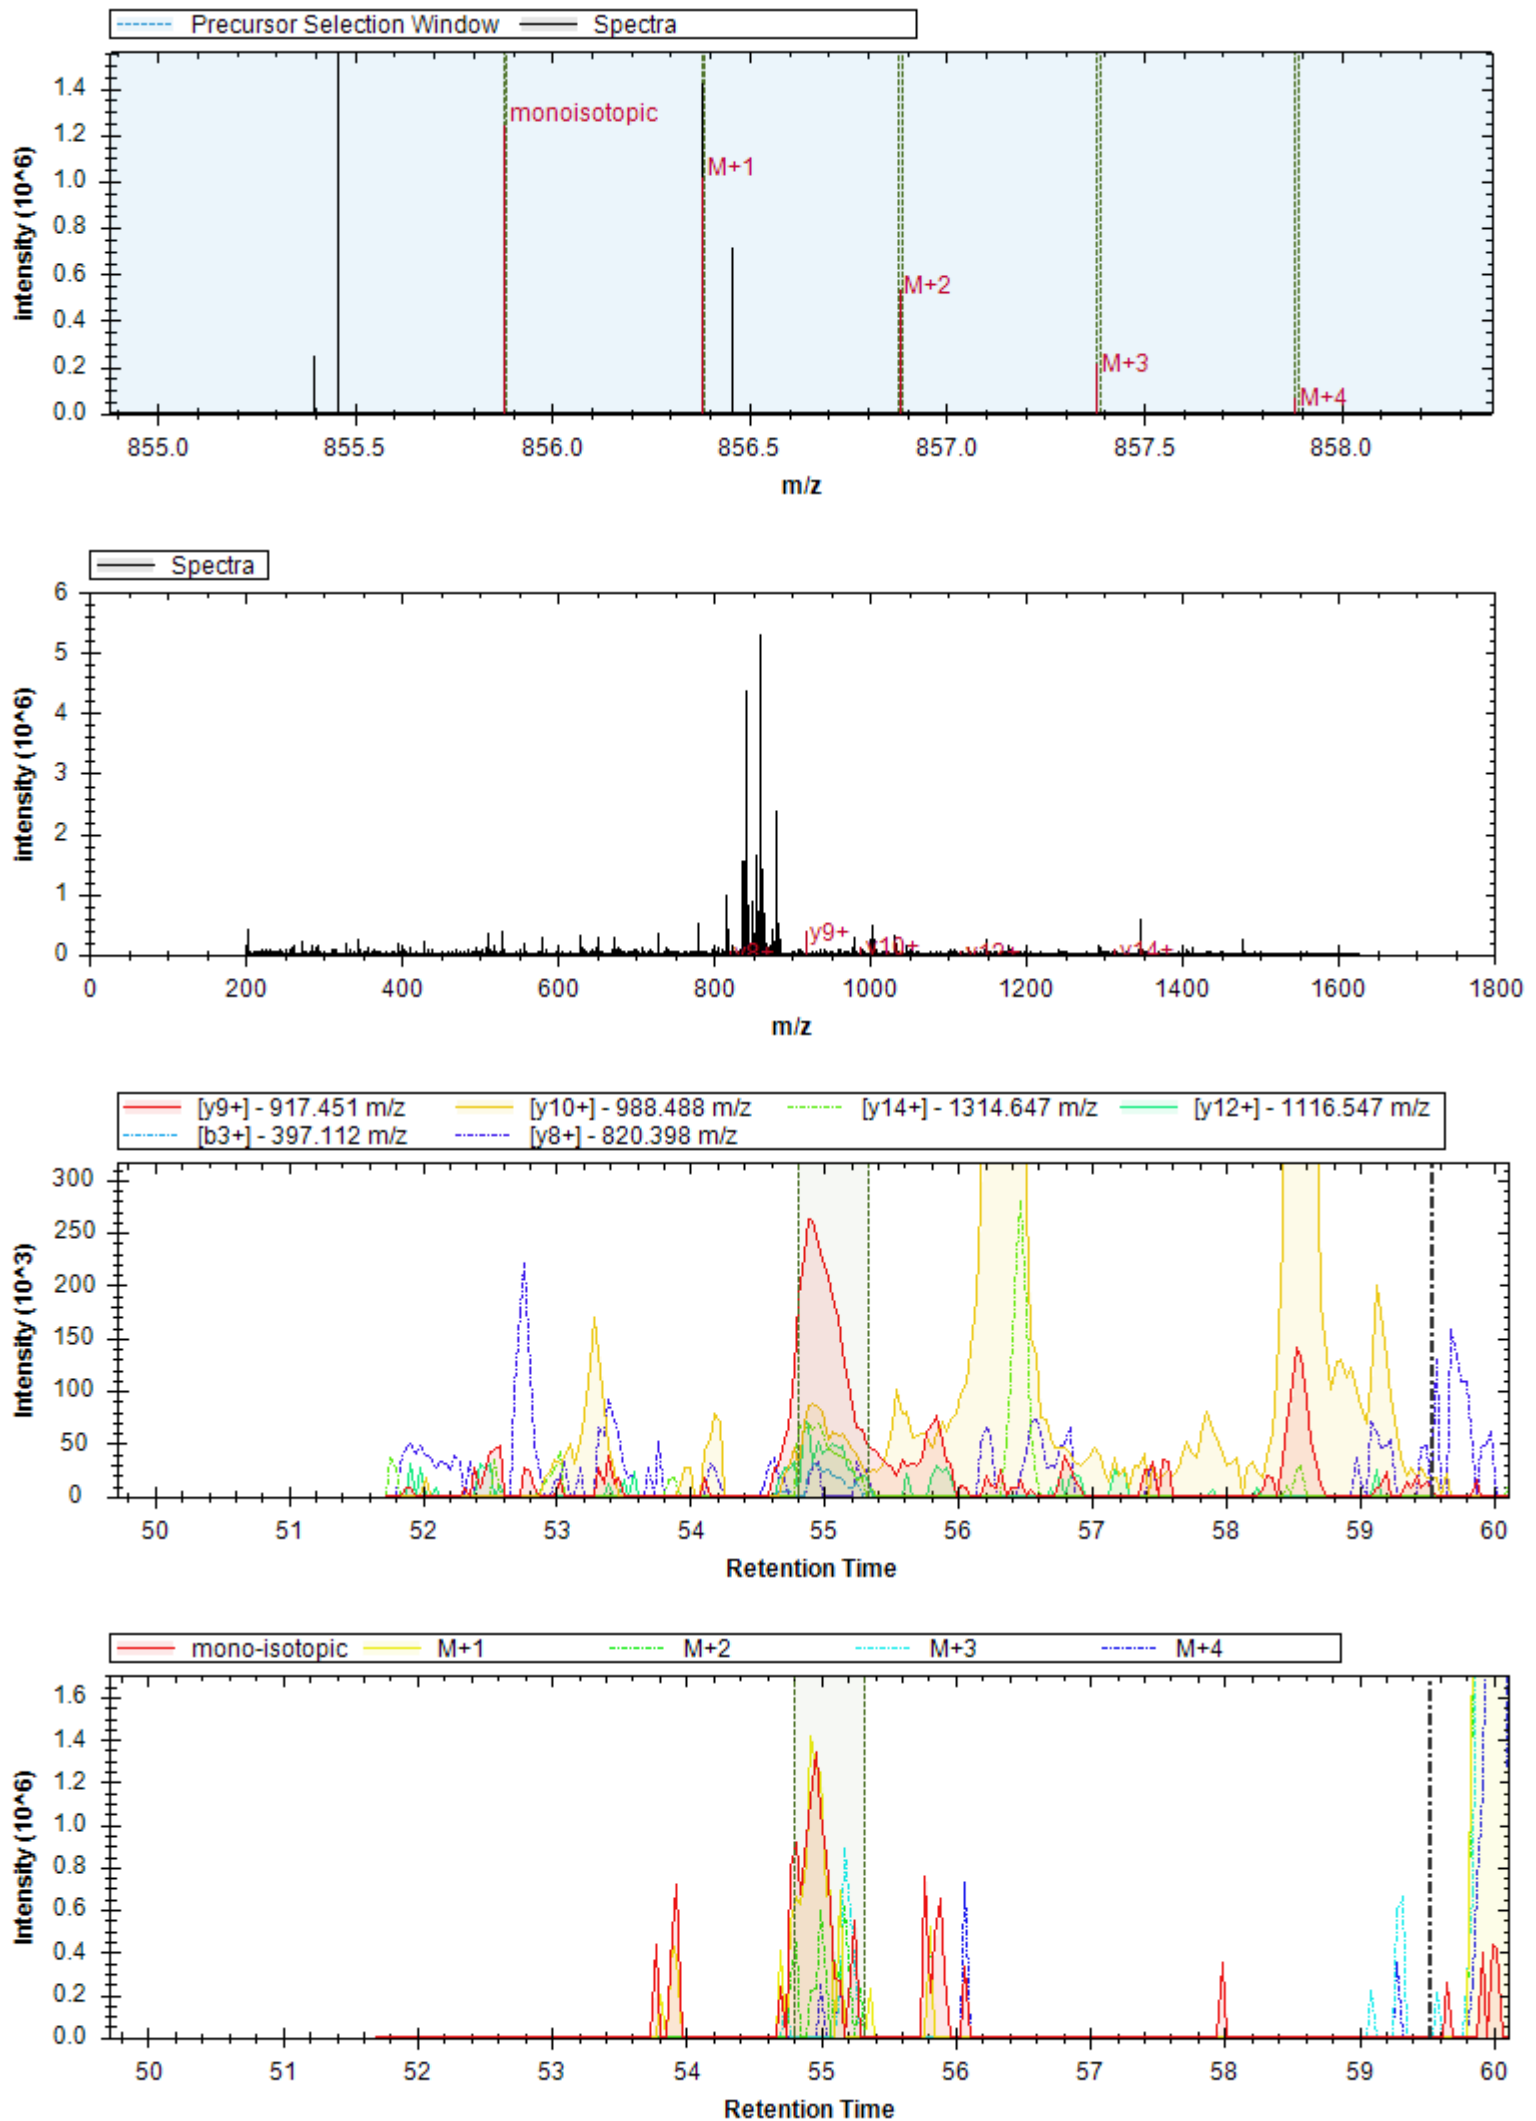 Precursor Selection Window Spectra
intensity (10^6)
1.4
1.2
1.0
0.8
0.6
0.4
0.2
0.0
monoisotopic
M+1
M+2
M+3
M+4
855.0 855.5 856.0 856.5 857.0 857.5 858.0
m/z
Spectra
intensity (10^6)
6
5
4
3
2
1
0
y8+ y9+ y10+ y12+ y14+
0 200 400 600 800 1000 1200 1400 1600 1800
m/z
[y9+] - 917.451 m/z [y10+] - 988.488 m/z [y14+] - 1314.647 m/z [y12+] - 1116.547 m/z
[b3+] - 397.112 m/z [y8+] - 820.398 m/z
Intensity (10^3)
300
250
200
150
100
50
0
50 51 52 53 54 55 56 57 58 59 60
Retention Time
mono-isotopic M+1 M+2 M+3 M+4
Intensity (10^6)
1.6
1.4
1.2
1.0
0.8
0.6
0.4
0.2
0.0
50 51 52 53 54 55 56 57 58 59 60
Retention Time